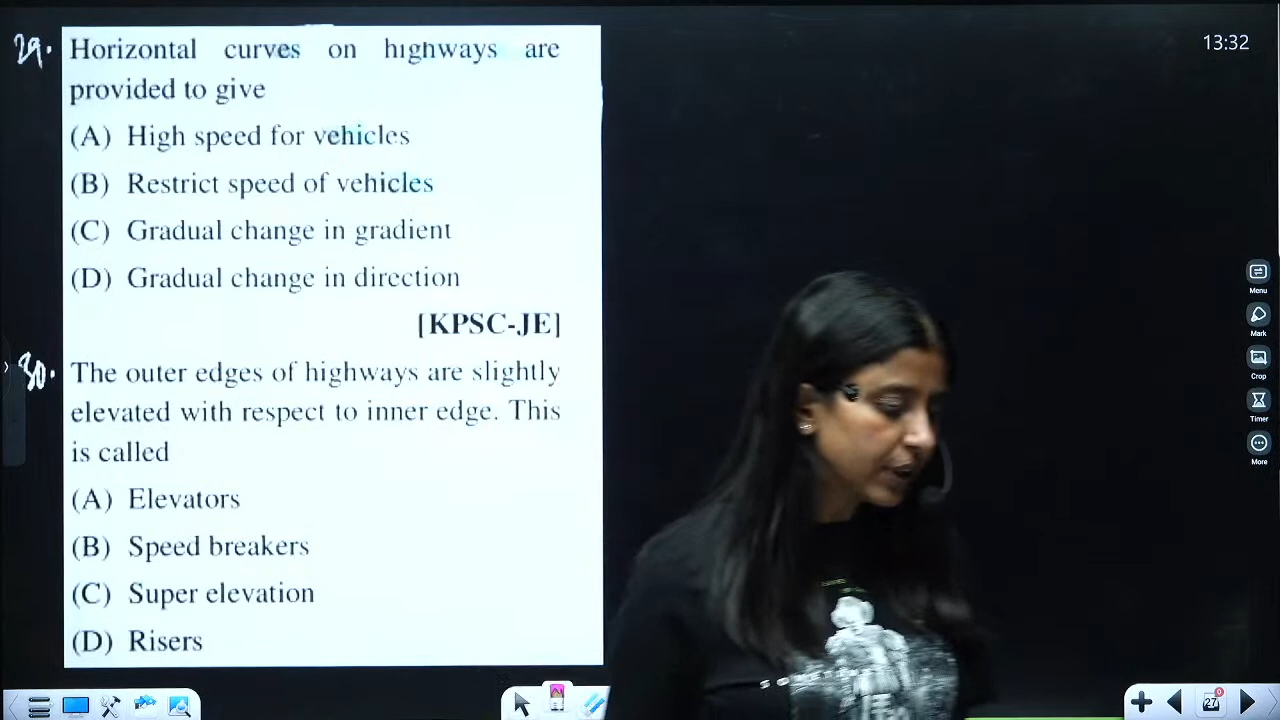 13:32
29. Horizontal curves on highways are
provided to give
(A) High speed for vehicles
(B) Restrict speed of vehicles
(C) Gradual change in gradient
(D) Gradual change in direction
[KPSC-JE]
30. The outer edges of highways are slightly
elevated with respect to inner edge. This
is called
(A) Elevators
(B) Speed breakers
(C) Super elevation
(D) Risers
Menu
Mark
Crop
Timer
More
27
0